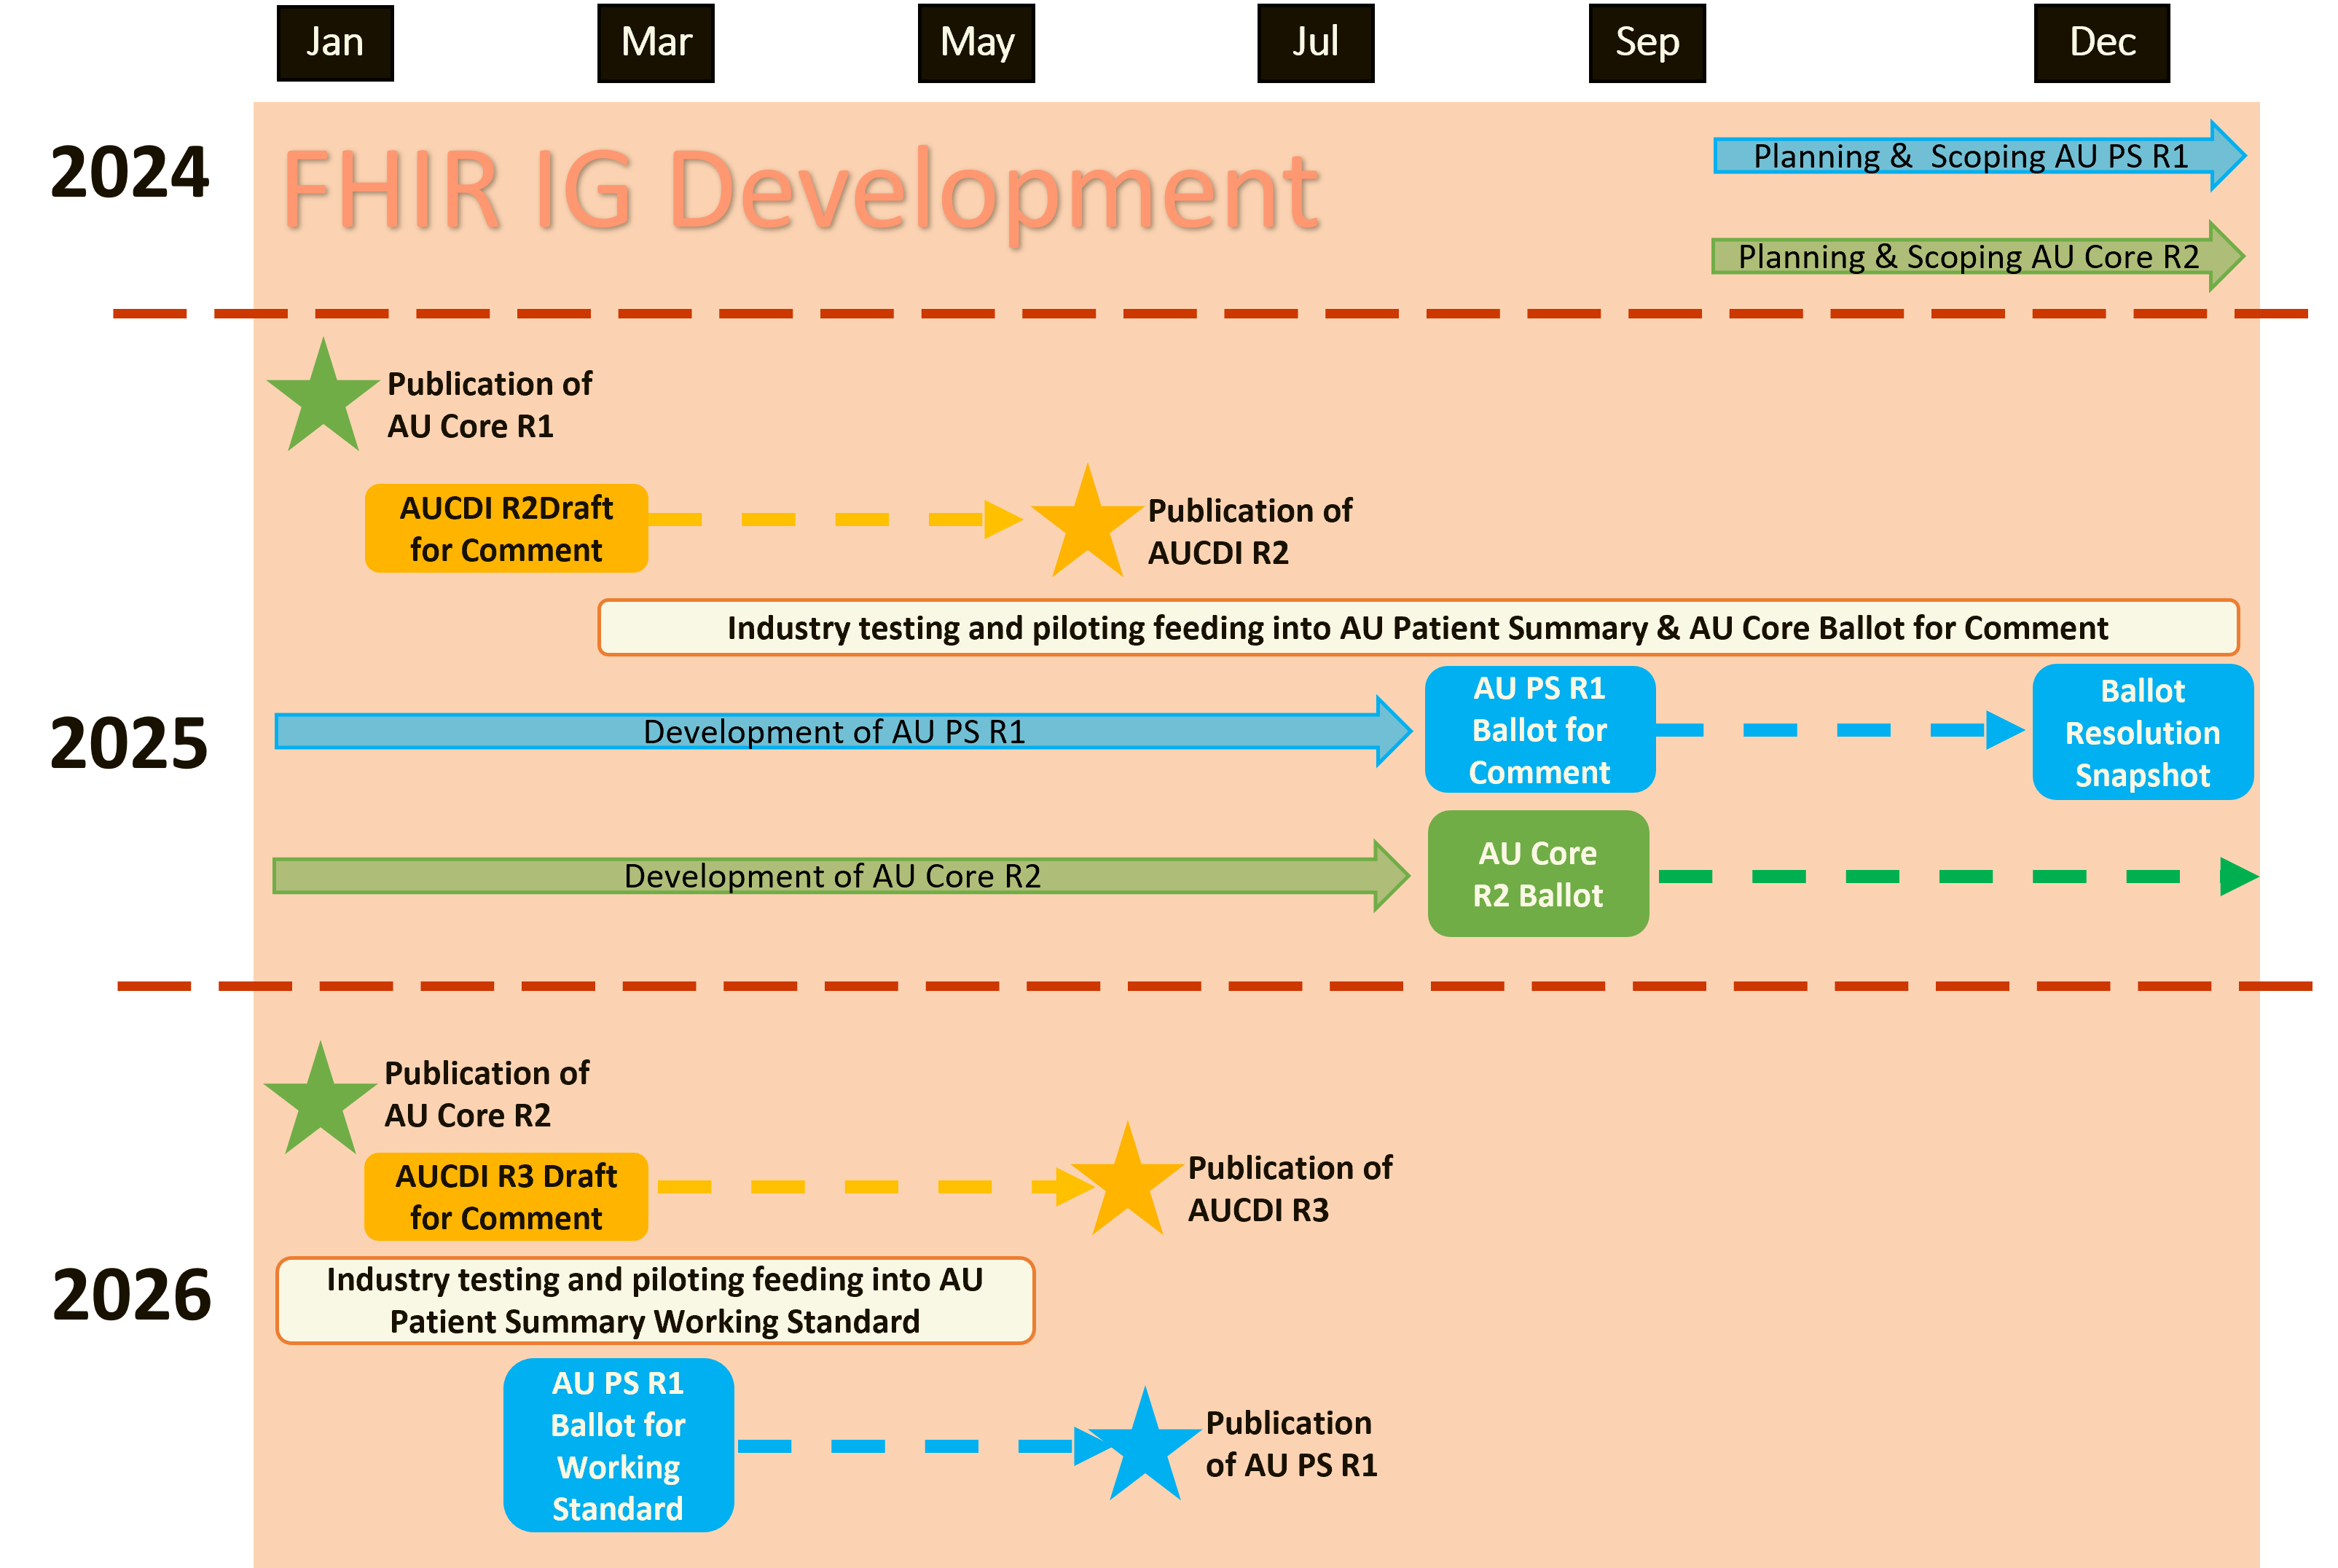 Jan
Mar
May
Jul
Sep
Dec
2024
FHIR IG Development
Planning &  Scoping AU PS R1
Planning & Scoping AU Core R2
Publication of
AU Core R1
AUCDI R2Draft
for Comment
Publication of
AUCDI R2
Industry testing and piloting feeding into AU Patient Summary & AU Core Ballot for Comment
2025
Development of AU PS R1
AU PS R1
Ballot for
Comment
Ballot
Resolution
Snapshot
Development of AU Core R2
AU Core
R2 Ballot
Publication of
AU Core R2
AUCDI R3 Draft
for Comment
Publication of
AUCDI R3
2026
Industry testing and piloting feeding into AU
Patient Summary Working Standard
AU PS R1
Ballot for
Working
Standard
Publication
of AU PS R1